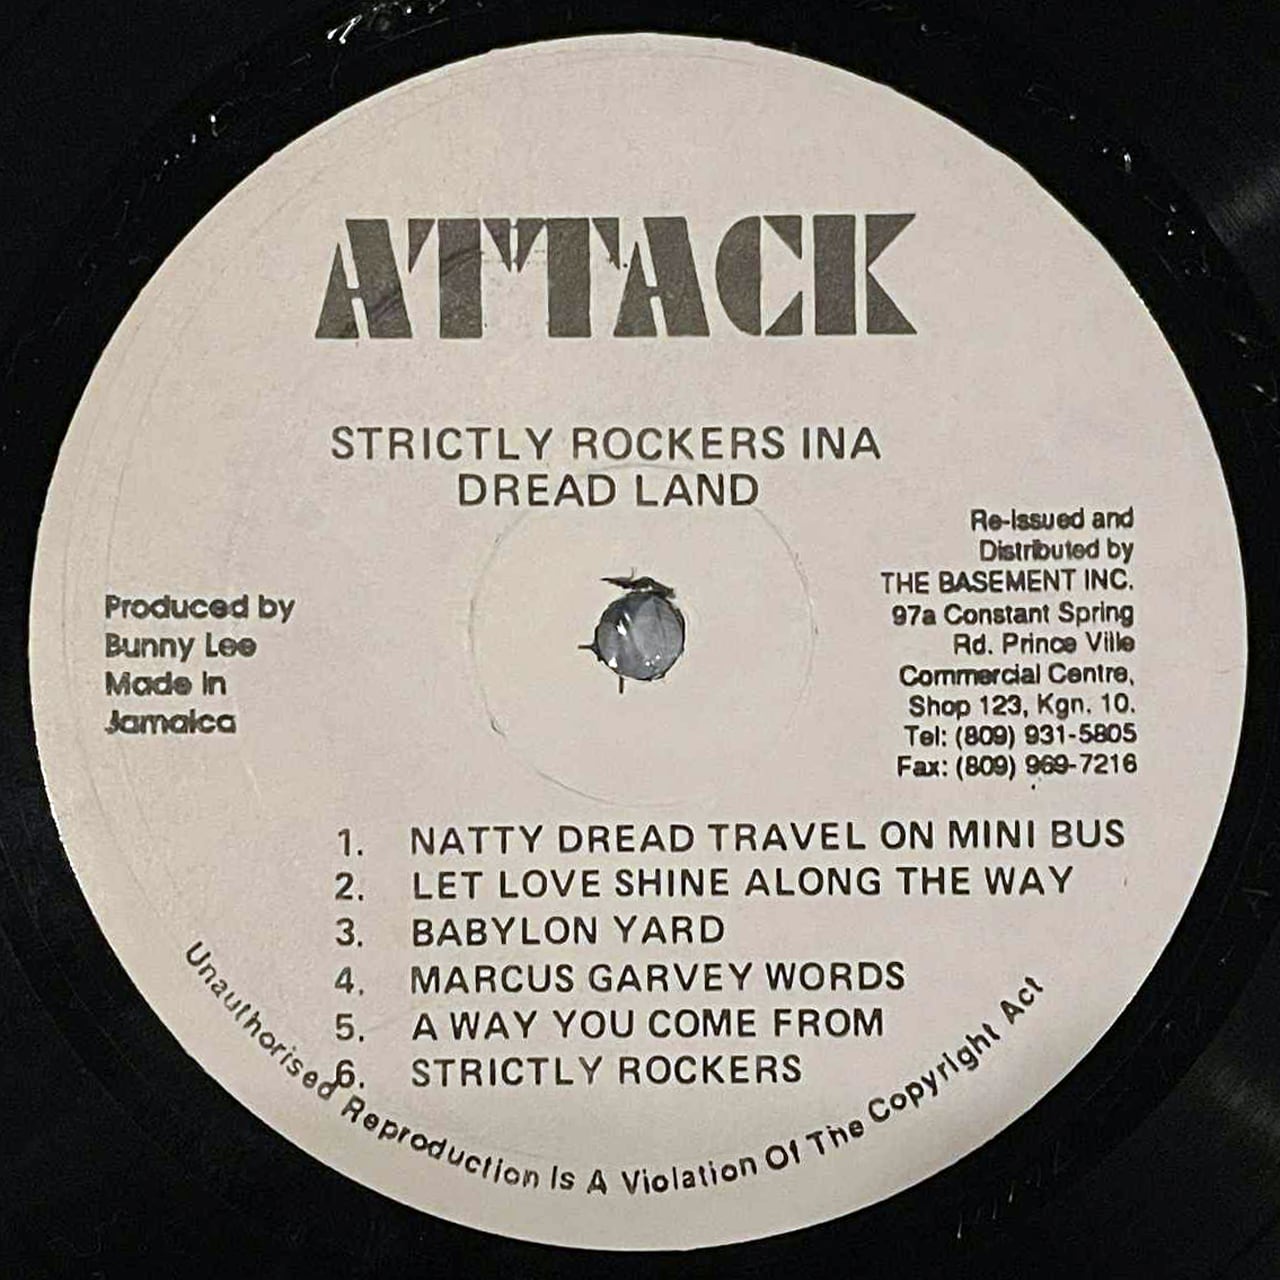 ATTACK
STRICTLY ROCKERS INA
DREAD LAND
Re-Issued and
Distributed by
THE BASEMENT INC.
97a Constant Spring
Rd. Prince Ville
Commercial Centre,
Shop 123, Kgn. 10.
Tel: (809) 931-5805
Fax: (809) 969-7216
Produced by
Bunny Lee
Made in
Jamaica
1. NATTY DREAD TRAVEL ON MINI BUS
2. LET LOVE SHINE ALONG THE WAY
3. BABYLON YARD
4. MARCUS GARVEY WORDS
5. A WAY YOU COME FROM
6. STRICTLY ROCKERS
Unauthorised Reproduction Is A Violation Of The Copyright Act